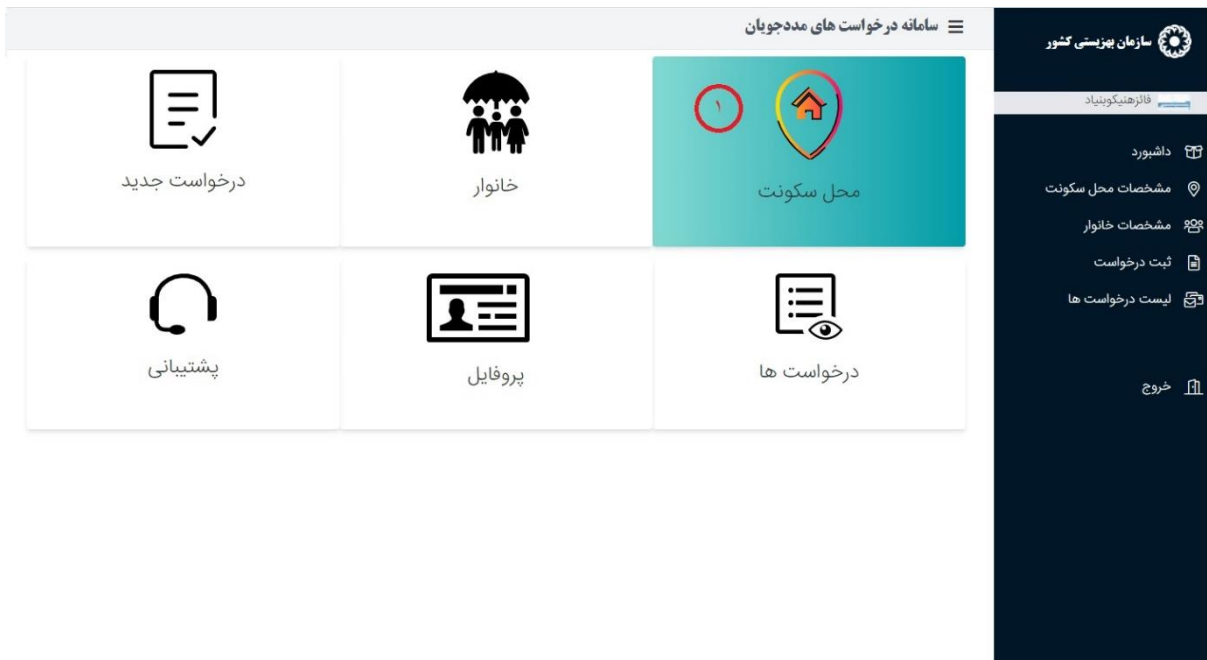 سازمان بهزیستی کشور
فائزهنیکوبنیاد
داشبورد
مشخصات محل سکونت
مشخصات خانوار
ثبت درخواست
لیست درخواست ها
خروج
سامانه درخواست های مددجویان
۱
محل سکونت
خانوار
درخواست جدید
درخواست ها
پروفایل
پشتیبانی